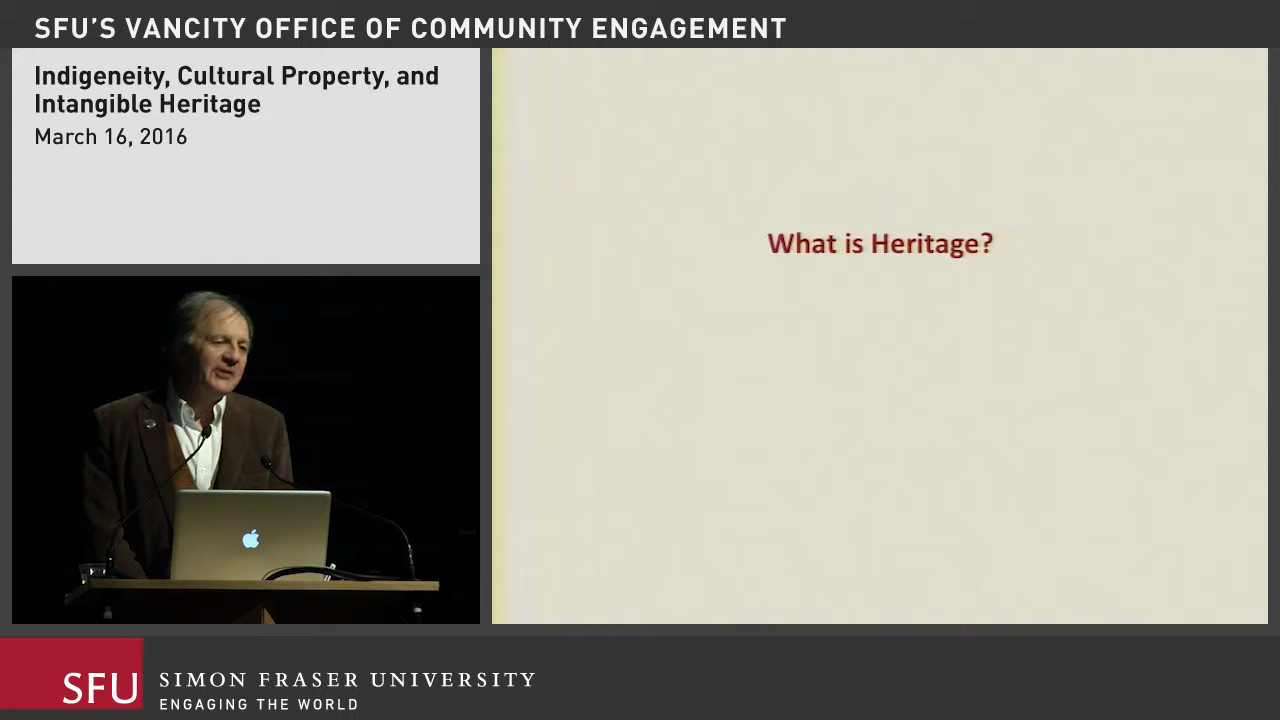 SFU'S VANCITY OFFICE OF COMMUNITY ENGAGEMENT
Indigeneity, Cultural Property, and
Intangible Heritage
March 16, 2016
What is Heritage?
SFU
SIMON FRASER UNIVERSITY
ENGAGING THE WORLD